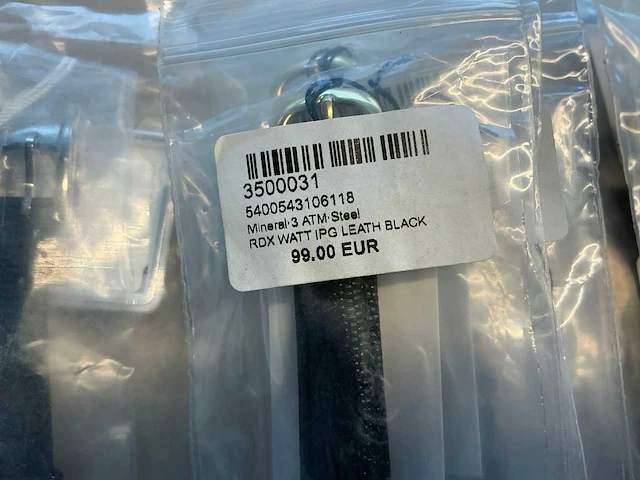 3500031
5400543106118
Mineral·3 ATM·Steel
RDX WATT IPG LEATH BLACK
99.00 EUR